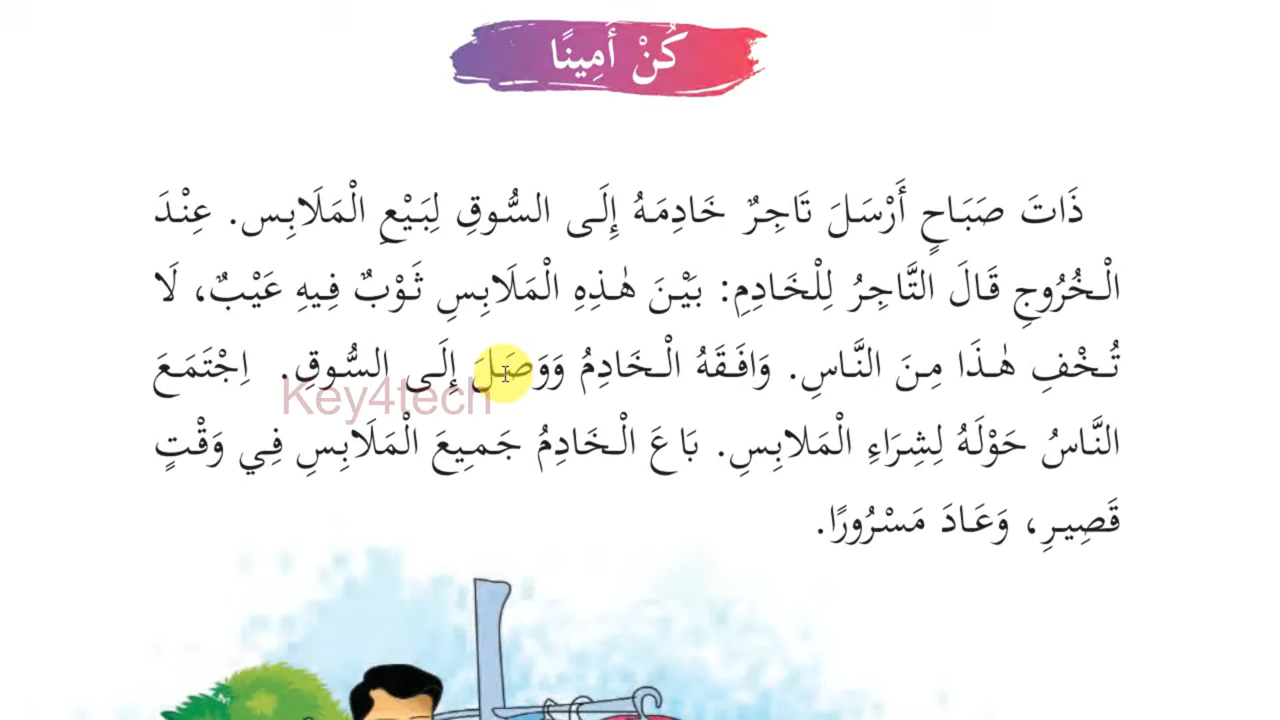 كُنْ أَمِينًا
ذَاتَ صَبَاحٍ أَرْسَلَ تَاجِرٌ خَادِمَهُ إِلَى السُّوقِ لِبَيْعِ الْمَلَابِس. عِنْدَ
الْخُرُوجِ قَالَ التَّاجِرُ لِلْخَادِمِ: بَيْنَ هٰذِهِ الْمَلَابِسِ ثَوْبٌ فِيهِ عَيْبٌ، لَا
تُخْفِ هٰذَا مِنَ النَّاسِ. وَافَقَهُ الْخَادِمُ وَوَصَلَ إِلَى السُّوقِ. اِجْتَمَعَ
Key4tech
النَّاسُ حَوْلَهُ لِشِرَاءِ الْمَلابِسِ. بَاعَ الْخَادِمُ جَمِيعَ الْمَلَابِسِ فِي وَقْتٍ
قَصِيرِ، وَعَادَ مَسْرُورًا.